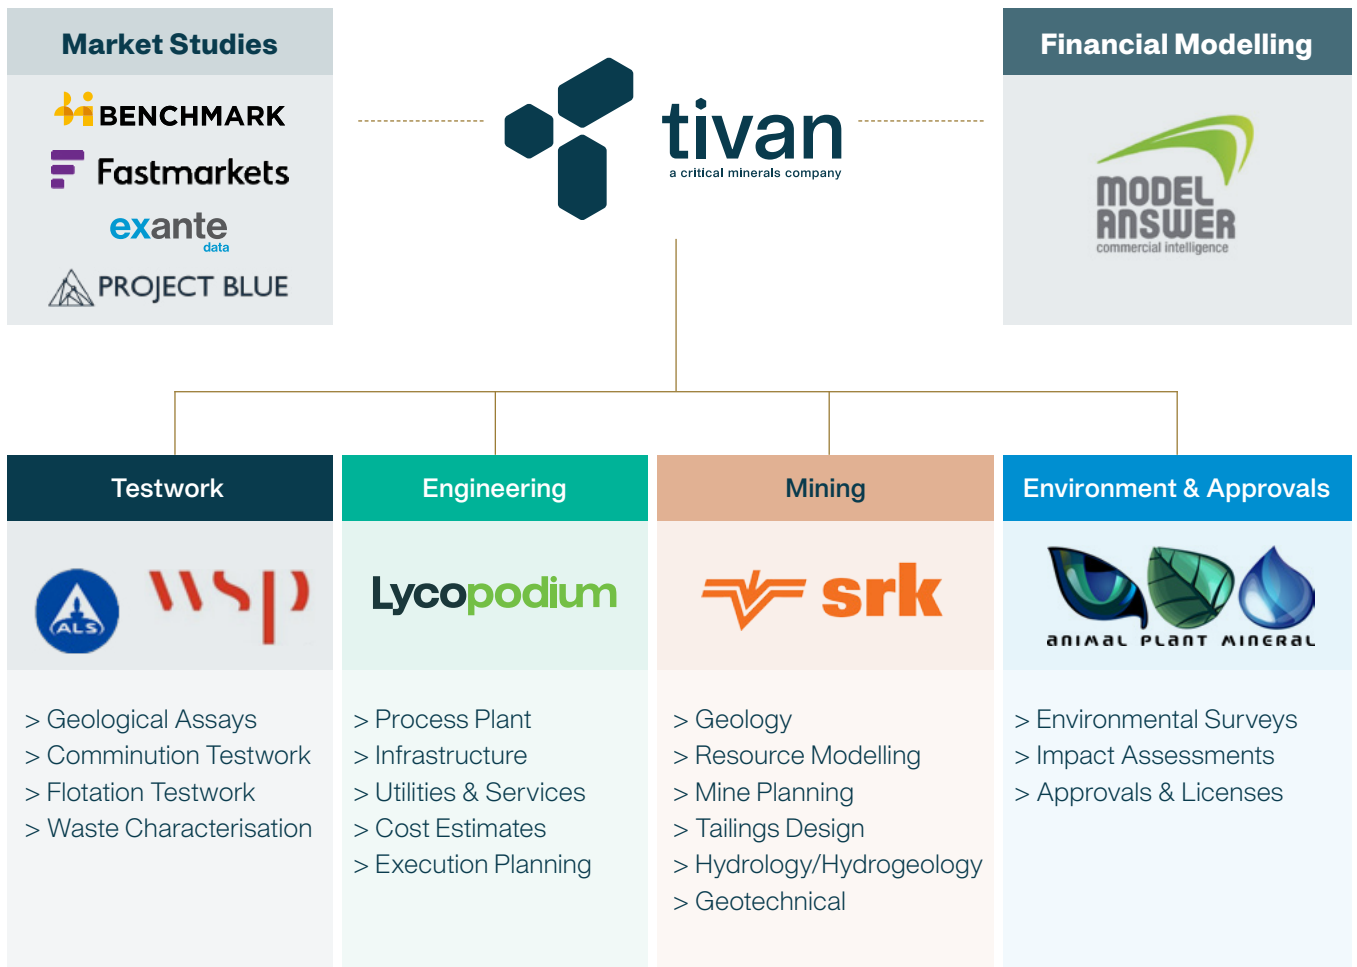 Market Studies
BENCHMARK
Fastmarkets
exante
data
PROJECT BLUE
tivan
a critical minerals company
Financial Modelling
MODEL
ANSWER
commercial intelligence
Testwork
ALS
wsp
> Geological Assays
> Comminution Testwork
> Flotation Testwork
> Waste Characterisation
Engineering
Lycopodium
> Process Plant
> Infrastructure
> Utilities & Services
> Cost Estimates
> Execution Planning
Mining
srk
> Geology
> Resource Modelling
> Mine Planning
> Tailings Design
> Hydrology/Hydrogeology
> Geotechnical
Environment & Approvals
ANIMAL PLANT MINERAL
> Environmental Surveys
> Impact Assessments
> Approvals & Licenses